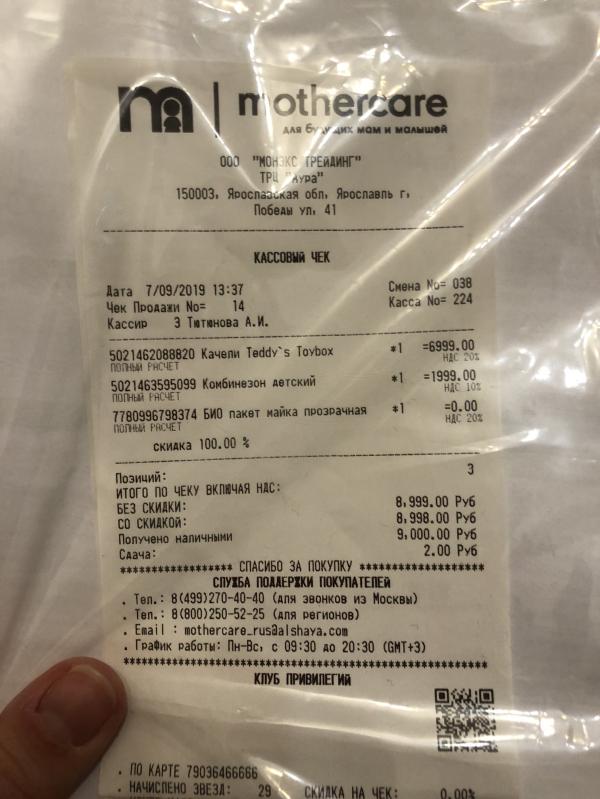 m | mothercare
для будущих мам и малышей
ООО "МОНЭКС ТРЕЙДИНГ"
ТРЦ "Аура"
150003, Ярославская обл, Ярославль г,
Победы ул, 41
КАССОВЫЙ ЧЕК
Дата 7/09/2019 13:37 Смена No= 038
Чек Продажи No= 14 Касса No= 224
Кассир 3 Тютюнова А.И.
5021462088820 Качели Teddy`s Toybox *1 =6999.00
ПОЛНЫЙ РАСЧЕТ НДС 20%
5021463595099 Комбинезон детский *1 =1999.00
ПОЛНЫЙ РАСЧЕТ НДС 10%
7780996798374 БИО пакет майка прозрачная *1 =0.00
ПОЛНЫЙ РАСЧЕТ НДС 20%
скидка 100.00 %
Позиций: 3
ИТОГО ПО ЧЕКУ ВКЛЮЧАЯ НДС:
БЕЗ СКИДКИ: 8,999.00 Руб
СО СКИДКОЙ: 8,998.00 Руб
Получено наличными 9,000.00 Руб
Сдача: 2.00 Руб
***************** СПАСИБО ЗА ПОКУПКУ *****************
СЛУЖБА ПОДДЕРЖКИ ПОКУПАТЕЛЕЙ
. Тел.: 8(499)270-40-40 (для звонков из Москвы)
. Тел.: 8(800)250-52-25 (для регионов)
. Email : mothercare_rus@alshaya.com
. График работы: Пн-Вс, с 09:30 до 20:30 (GMT+3)
КЛУБ ПРИВИЛЕГИЙ
. ПО КАРТЕ 79036466666
. НАЧИСЛЕНО ЗВЕЗД: 29 СКИДКА НА ЧЕК: 0.00%